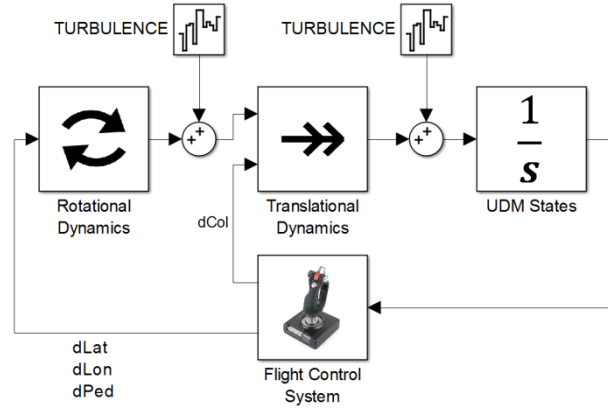 TURBULENCE
TURBULENCE
+
+
+
+
1
s
Rotational
Dynamics
Translational
Dynamics
UDM States
dCol
dLat
dLon
dPed
Flight Control
System